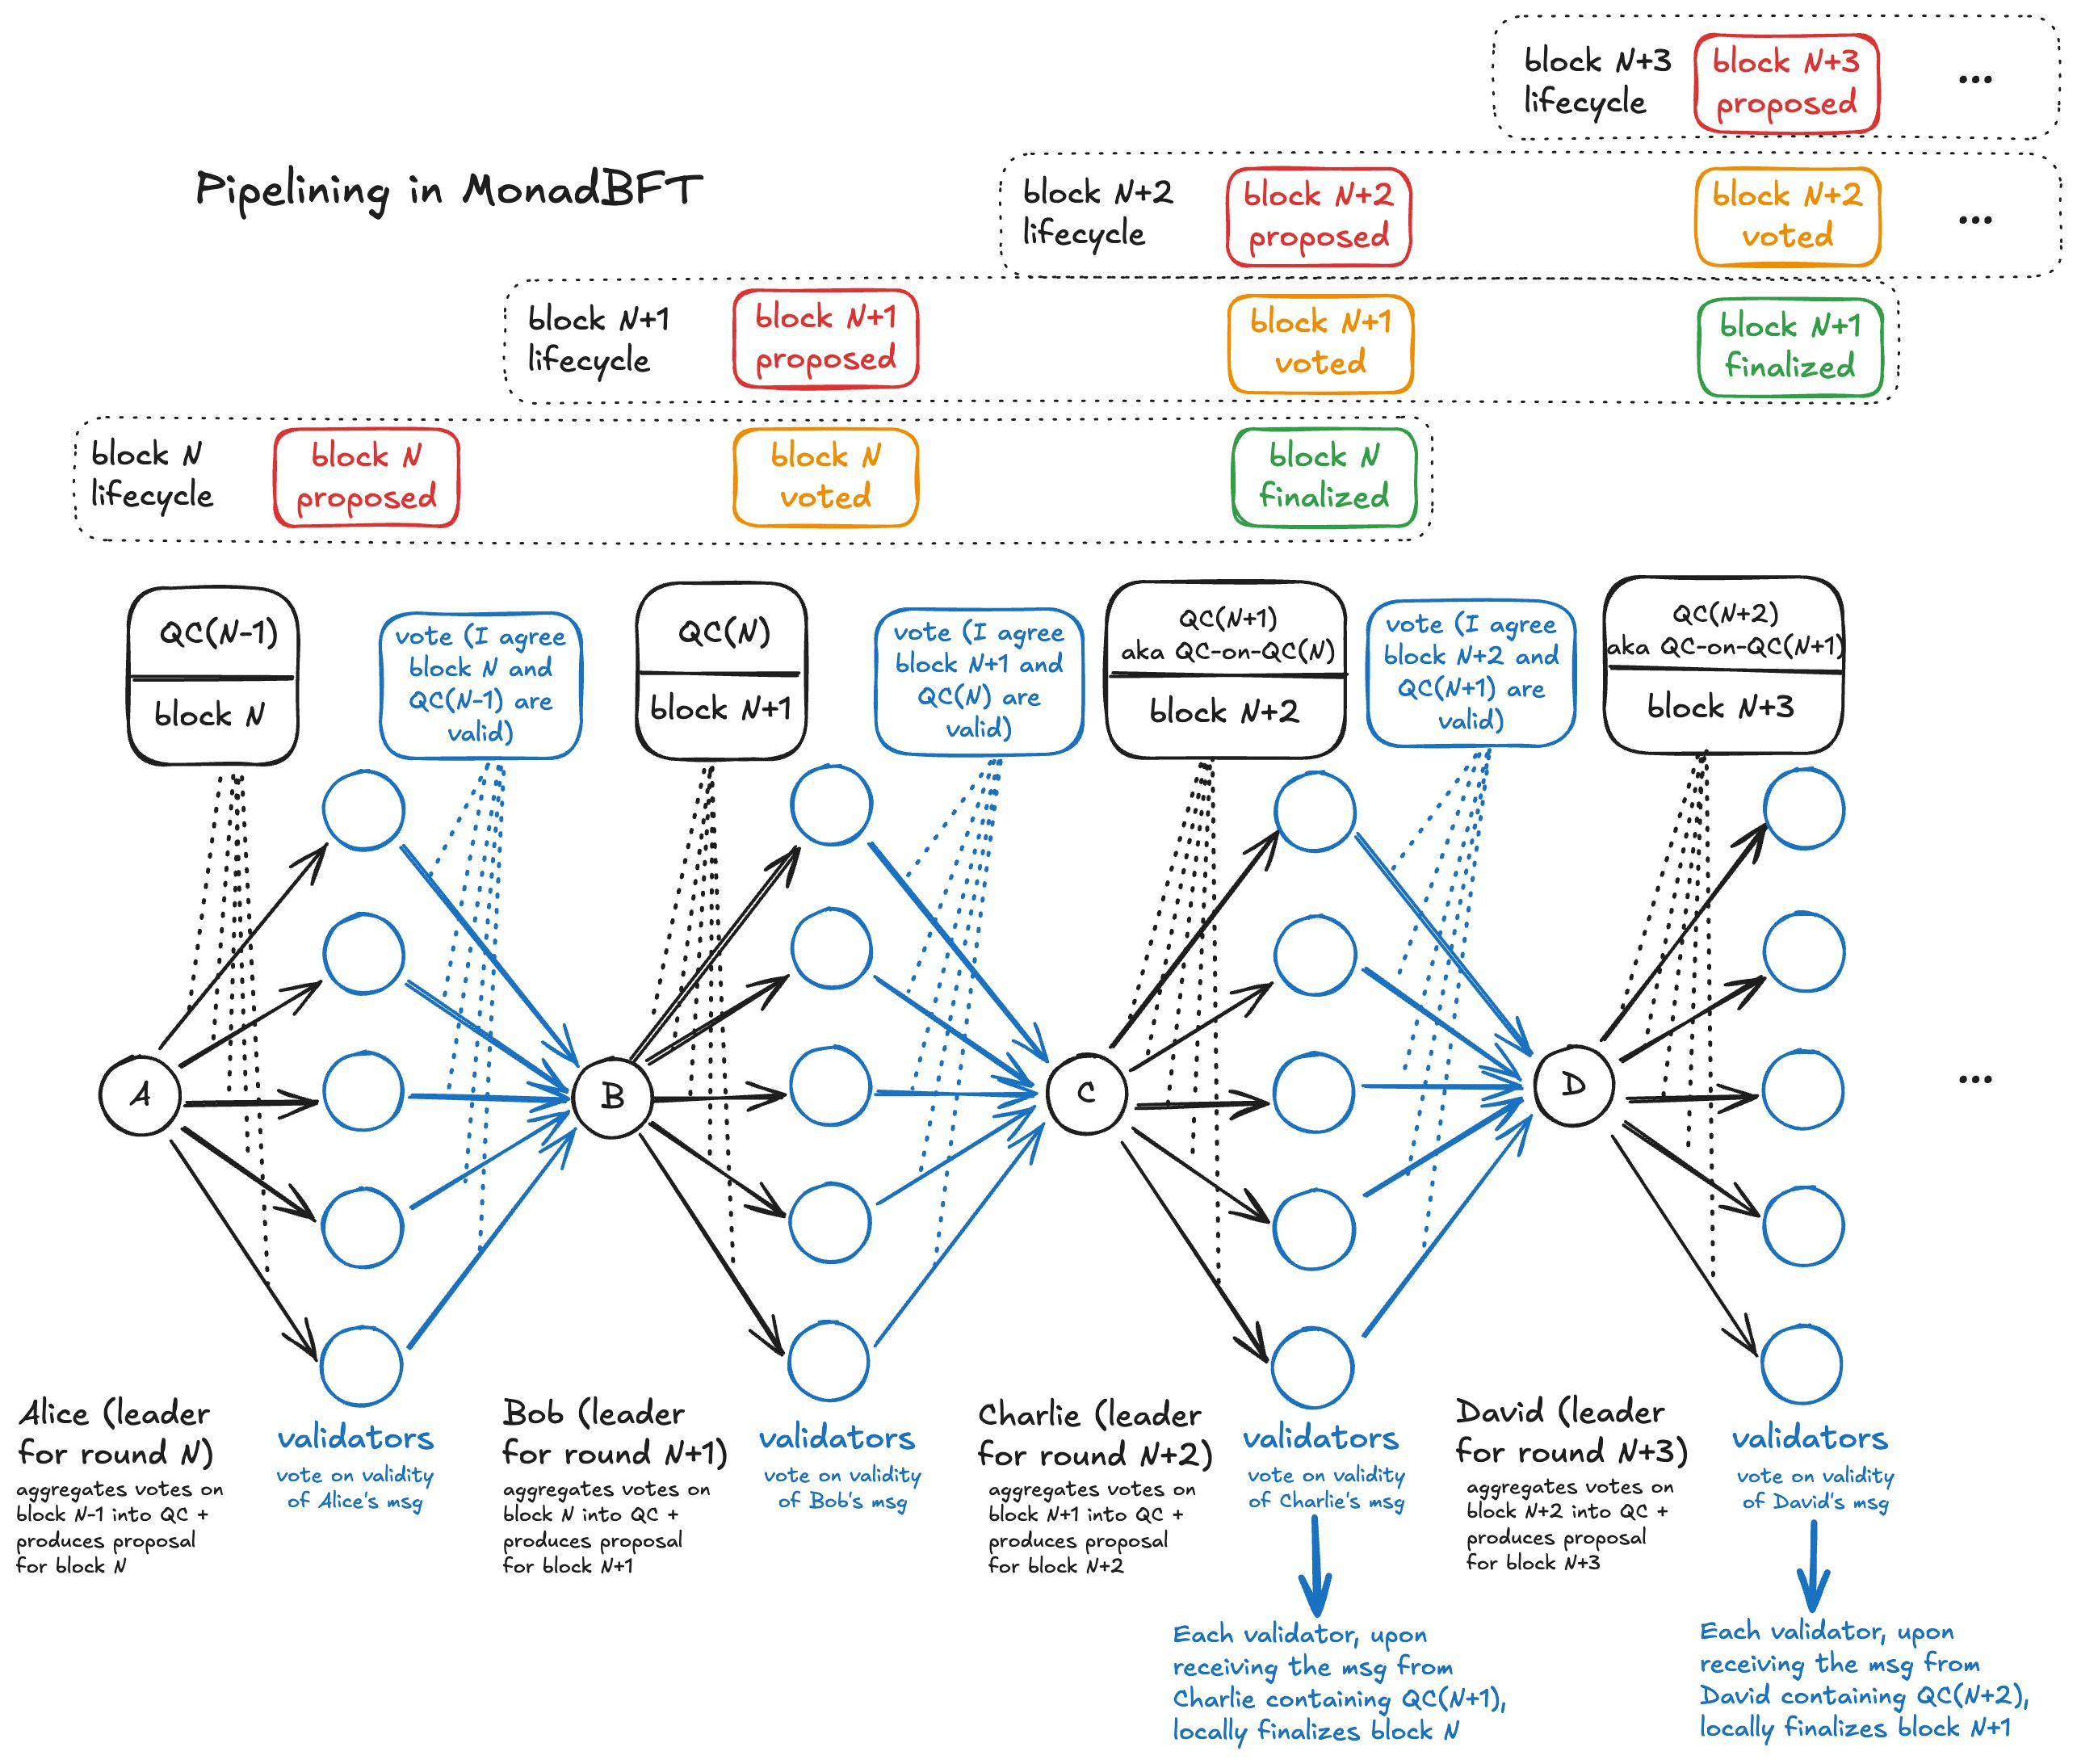 block N+3
lifecycle
block N+3
proposed
...
Pipelining in MonadBFT
block N+2
lifecycle
block N+2
proposed
block N+2
voted
...
block N+1
lifecycle
block N+1
proposed
block N+1
voted
block N+1
finalized
block N
lifecycle
block N
proposed
block N
voted
block N
finalized
QC(N-1)
block N
vote (I agree
block N and
QC(N-1) are
valid)
QC(N)
block N+1
vote (I agree
block N+1 and
QC(N) are
valid)
QC(N+1)
aka QC-on-QC(N)
block N+2
vote (I agree
block N+2 and
QC(N+1) are
valid)
QC(N+2)
aka QC-on-QC(N+1)
block N+3
A
B
C
D
...
Alice (leader
for round N)
aggregates votes on
block N-1 into QC +
produces proposal
for block N
validators
vote on validity
of Alice's msg
Bob (leader
for round N+1)
aggregates votes on
block N into QC +
produces proposal
for block N+1
validators
vote on validity
of Bob's msg
Charlie (leader
for round N+2)
aggregates votes on
block N+1 into QC +
produces proposal
for block N+2
validators
vote on validity
of Charlie's msg
Each validator, upon
receiving the msg from
Charlie containing QC(N+1),
locally finalizes block N
David (leader
for round N+3)
aggregates votes on
block N+2 into QC +
produces proposal
for block N+3
validators
vote on validity
of David's msg
Each validator, upon
receiving the msg from
David containing QC(N+2),
locally finalizes block N+1